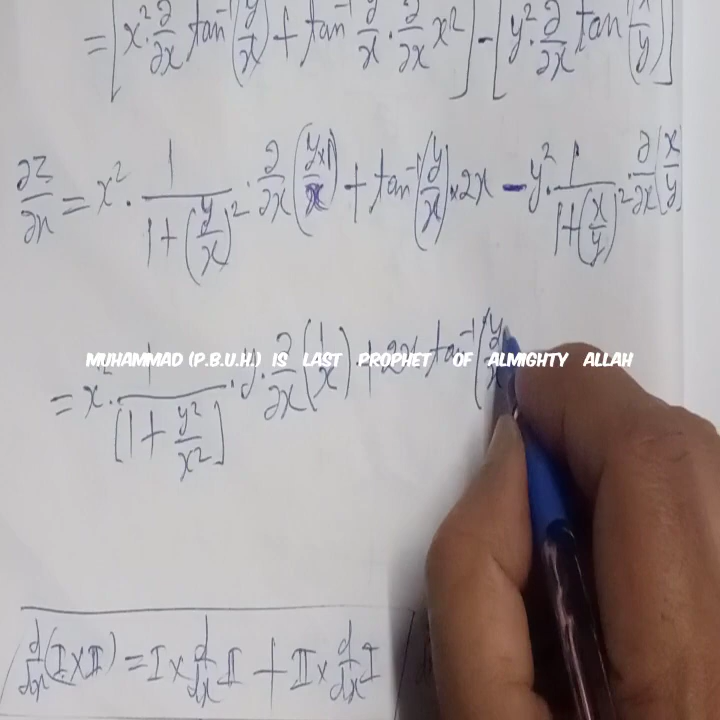 = [x²·∂/∂x tan⁻¹(y/x) + tan⁻¹ y/x · ∂/∂x x²] - [y²·∂/∂x tan⁻¹(x/y)]
∂z/∂x = x² · 1/(1+(y/x)²) · ∂/∂x (y×1/x) + tan⁻¹(y/x) × 2x - y² · 1/(1+(x/y)²) · ∂/∂x (x/y)
MUHAMMAD (P.B.U.H.) IS LAST PROPHET OF ALMIGHTY ALLAH
= x² · 1/[1+y²/x²] · y · ∂/∂x (1/x) + 2x tan⁻¹(y/x
d/dx (I×II) = I × d/dx II + II × d/dx I